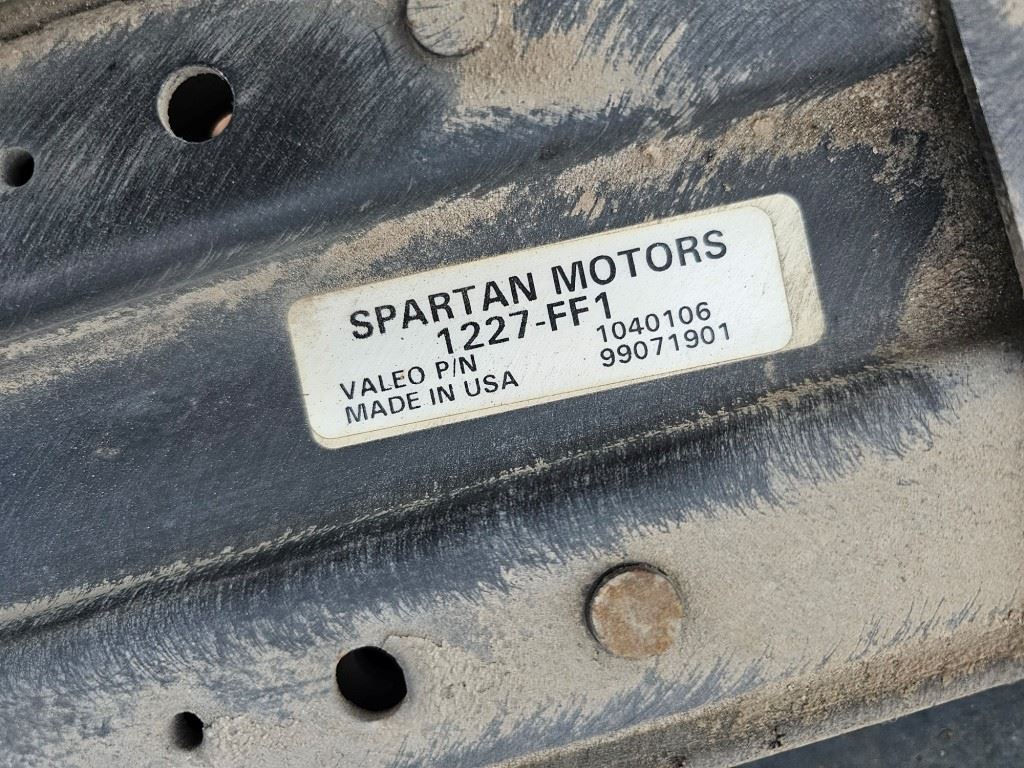 SPARTAN MOTORS
1227-FF1
VALEO P/N 1040106
MADE IN USA 99071901